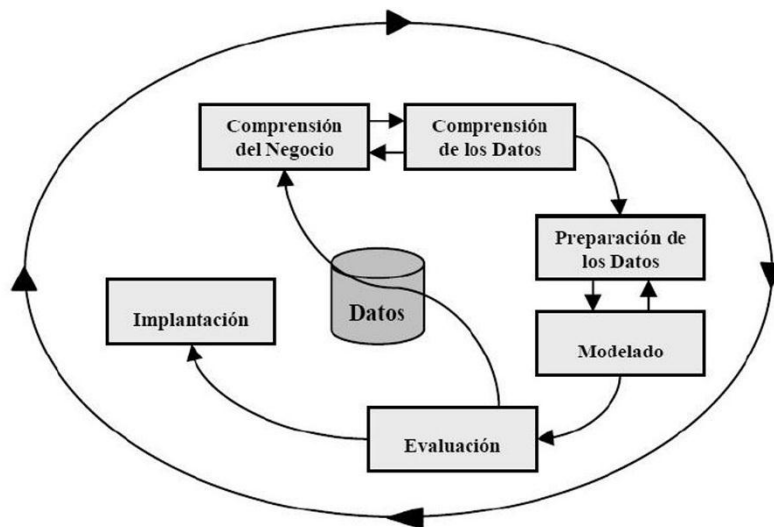 Comprensión
del Negocio
Comprensión
de los Datos
Preparación de
los Datos
Datos
Implantación
Modelado
Evaluación